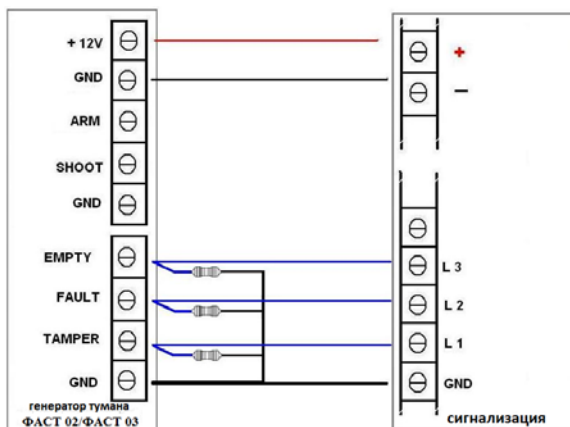 + 12V
GND
ARM
SHOOT
GND
EMPTY
FAULT
TAMPER
GND
генератор тумана
ФАСТ 02/ФАСТ 03
+
−
L 3
L 2
L 1
GND
сигнализация